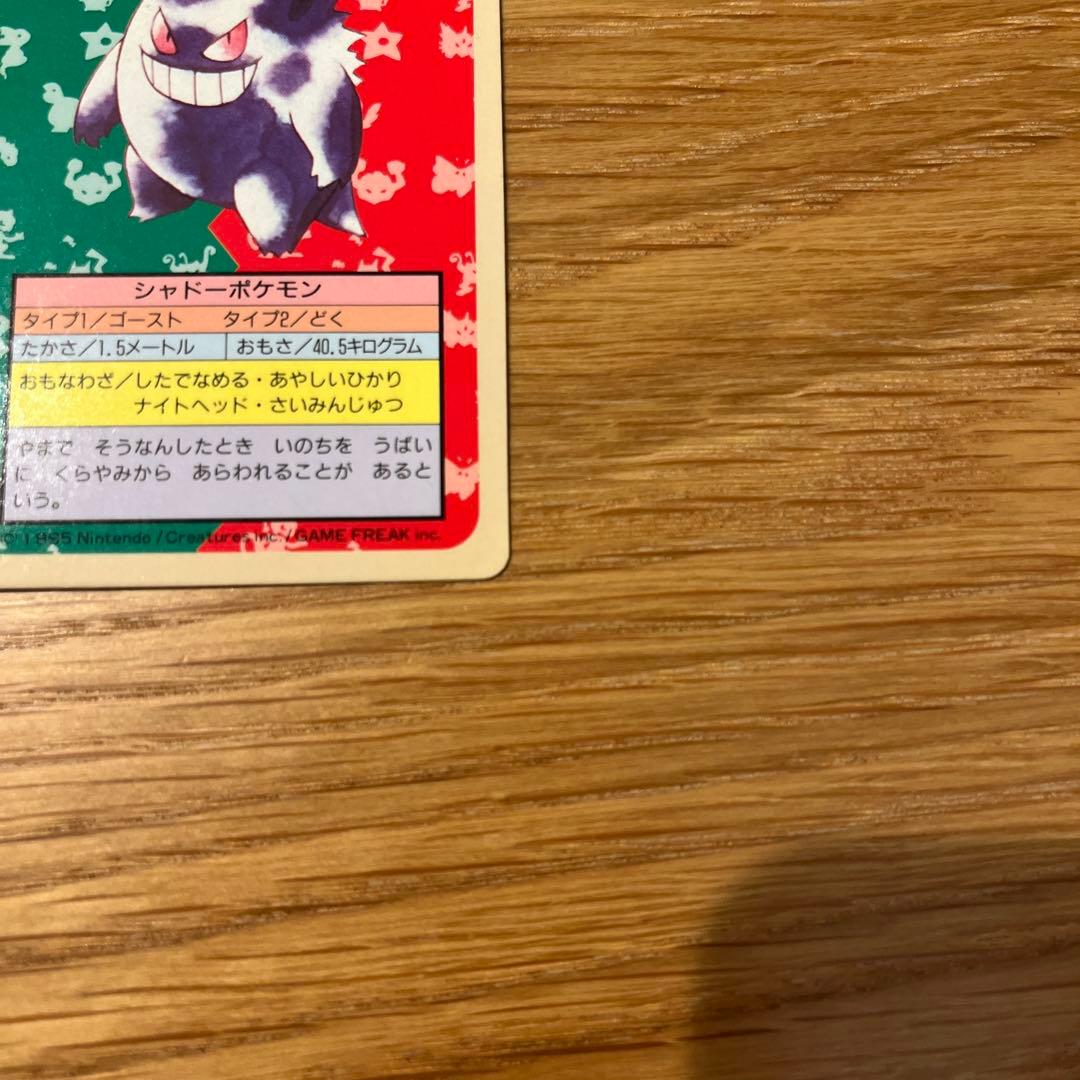 シャドーポケモン
タイプ1／ゴースト　タイプ2／どく
たかさ／1.5メートル　おもさ／40.5キログラム
おもなわざ／したでなめる・あやしいひかり
ナイトヘッド・さいみんじゅつ
やまで　そうなんしたとき　いのちを　うばい
に　くらやみから　あらわれることが　あると
いう。
© 1995 Nintendo / Creatures inc. / GAME FREAK inc.